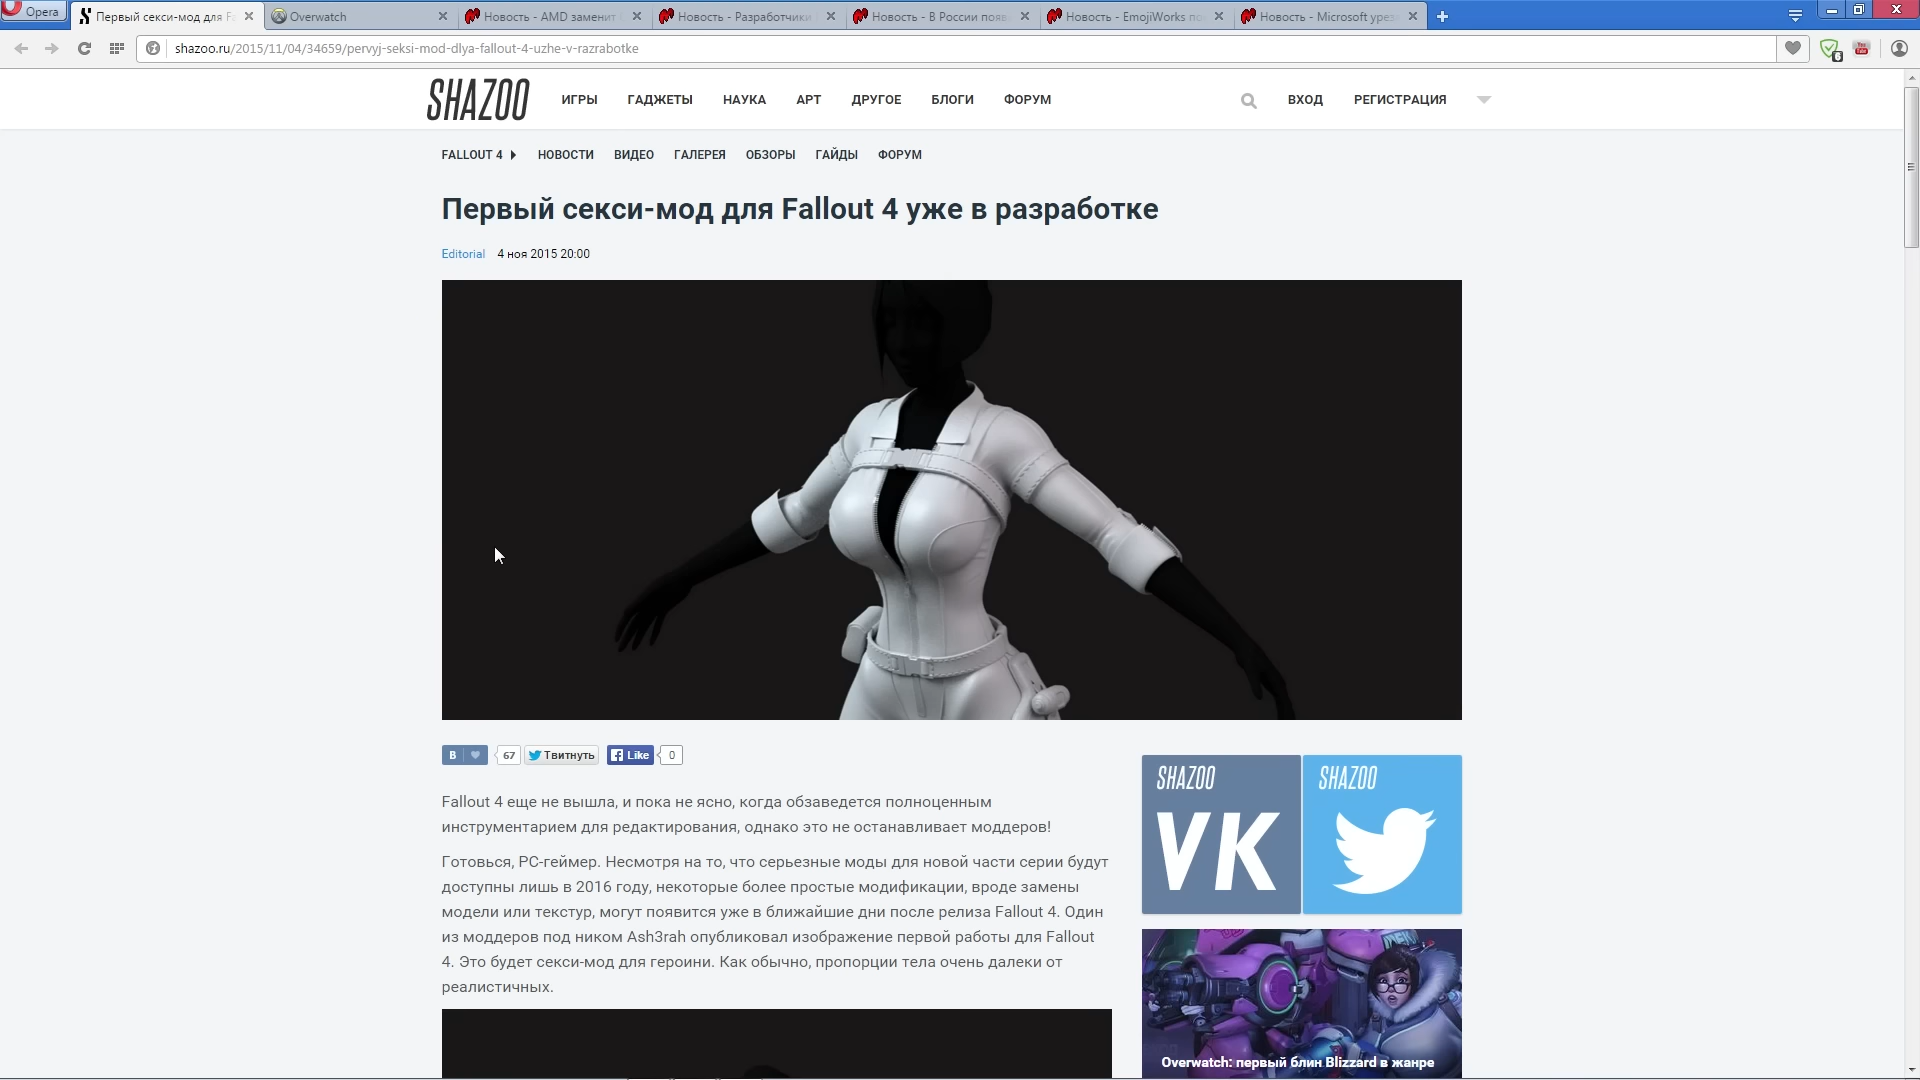 Opera
Первый секси-мод для Fa
Overwatch
Новость - AMD заменит
Новость - Разработчики
Новость - В России появ
Новость - EmojiWorks по
Новость - Microsoft урез
shazoo.ru/2015/11/04/34659/pervyj-seksi-mod-dlya-fallout-4-uzhe-v-razrabotke
SHAZOO ИГРЫ ГАДЖЕТЫ НАУКА АРТ ДРУГОЕ БЛОГИ ФОРУМ ВХОД РЕГИСТРАЦИЯ
FALLOUT 4 НОВОСТИ ВИДЕО ГАЛЕРЕЯ ОБЗОРЫ ГАЙДЫ ФОРУМ
Первый секси-мод для Fallout 4 уже в разработке
Editorial 4 ноя 2015 20:00
B 67 Твитнуть Like 0
Fallout 4 еще не вышла, и пока не ясно, когда обзаведется полноценным
инструментарием для редактирования, однако это не останавливает моддеров!
Готовься, PC-геймер. Несмотря на то, что серьезные моды для новой части серии будут
доступны лишь в 2016 году, некоторые более простые модификации, вроде замены
модели или текстур, могут появится уже в ближайшие дни после релиза Fallout 4. Один
из моддеров под ником Ash3rah опубликовал изображение первой работы для Fallout
4. Это будет секси-мод для героини. Как обычно, пропорции тела очень далеки от
реалистичных.
SHAZOO
VK
SHAZOO
Overwatch: первый блин Blizzard в жанре